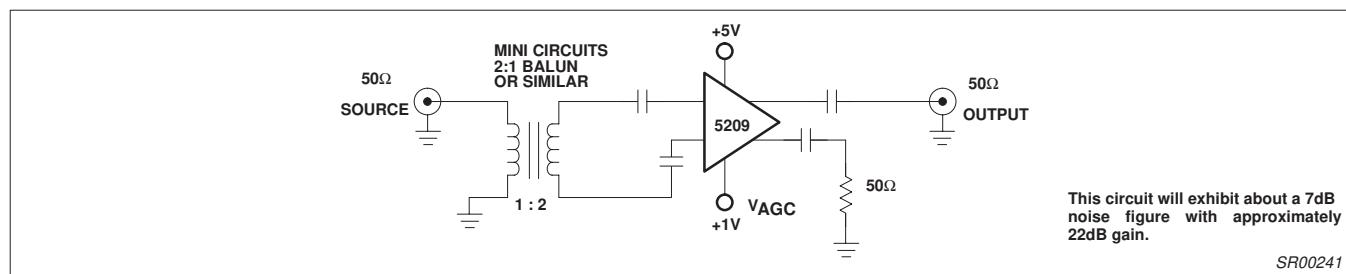 +5V
MINI CIRCUITS
2:1 BALUN
OR SIMILAR
50Ω
SOURCE
50Ω
OUTPUT
5209
1 : 2
50Ω
VAGC
+1V
This circuit will exhibit about a 7dB
noise figure with approximately
22dB gain.
SR00241